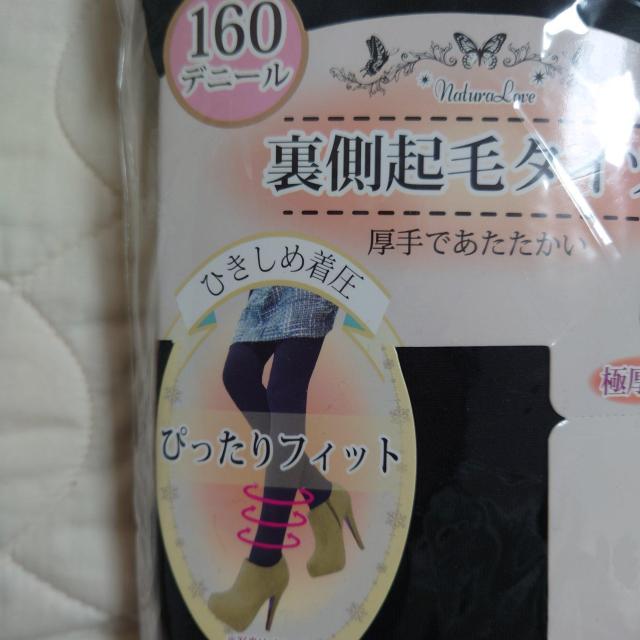 160
デニール
NaturaLove
裏側起毛タイツ
厚手であたたかい
ひきしめ着圧
ぴったりフィット
極厚